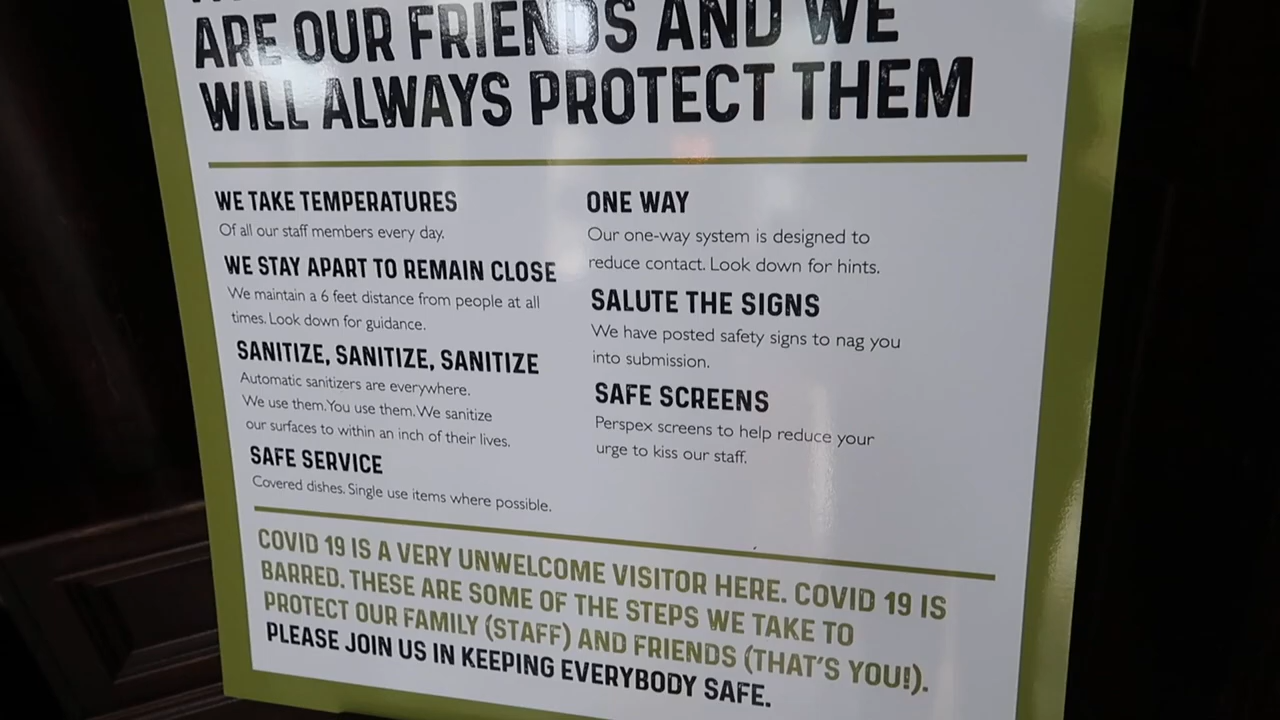 ARE OUR FRIENDS AND WE
WILL ALWAYS PROTECT THEM
WE TAKE TEMPERATURES
Of all our staff members every day.
WE STAY APART TO REMAIN CLOSE
We maintain a 6 feet distance from people at all
times. Look down for guidance.
SANITIZE, SANITIZE, SANITIZE
Automatic sanitizers are everywhere.
We use them. You use them. We sanitize
our surfaces to within an inch of their lives.
SAFE SERVICE
Covered dishes. Single use items where possible.
ONE WAY
Our one-way system is designed to
reduce contact. Look down for hints.
SALUTE THE SIGNS
We have posted safety signs to nag you
into submission.
SAFE SCREENS
Perspex screens to help reduce your
urge to kiss our staff.
COVID 19 IS A VERY UNWELCOME VISITOR HERE. COVID 19 IS
BARRED. THESE ARE SOME OF THE STEPS WE TAKE TO
PROTECT OUR FAMILY (STAFF) AND FRIENDS (THAT'S YOU!).
PLEASE JOIN US IN KEEPING EVERYBODY SAFE.